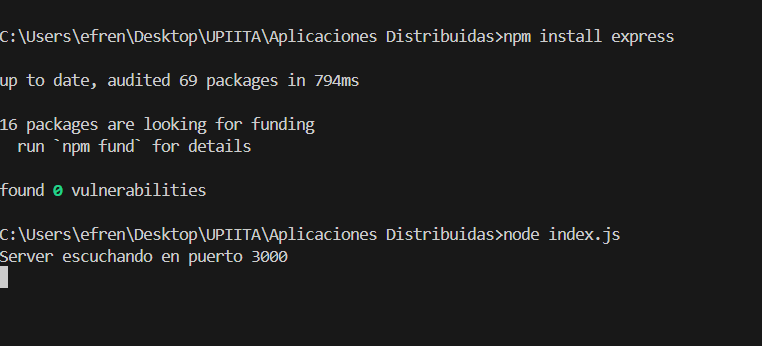 C:\Users\efren\Desktop\UPIITA\Aplicaciones Distribuidas>npm install express
up to date, audited 69 packages in 794ms
16 packages are looking for funding
  run `npm fund` for details
found 0 vulnerabilities
C:\Users\efren\Desktop\UPIITA\Aplicaciones Distribuidas>node index.js
Server escuchando en puerto 3000